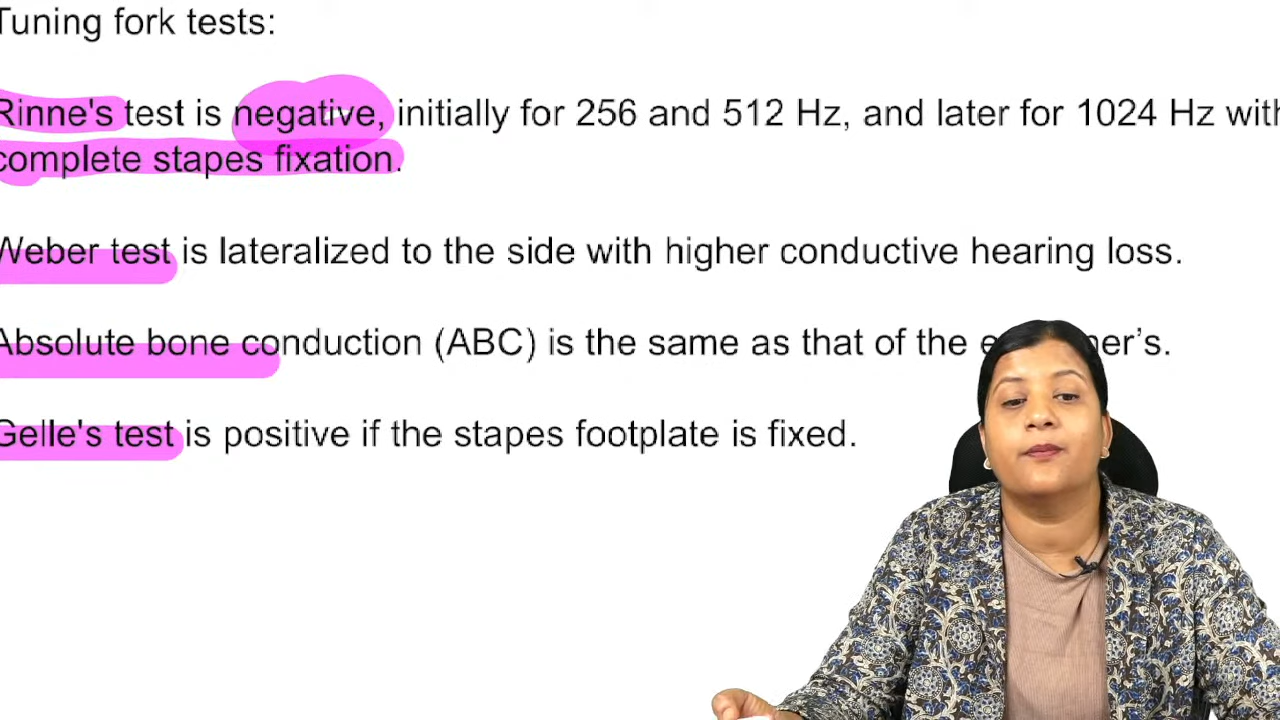 Tuning fork tests:
Rinne's test is negative, initially for 256 and 512 Hz, and later for 1024 Hz with
complete stapes fixation.
Weber test is lateralized to the side with higher conductive hearing loss.
Absolute bone conduction (ABC) is the same as that of the
Gelle's test is positive if the stapes footplate is fixed.